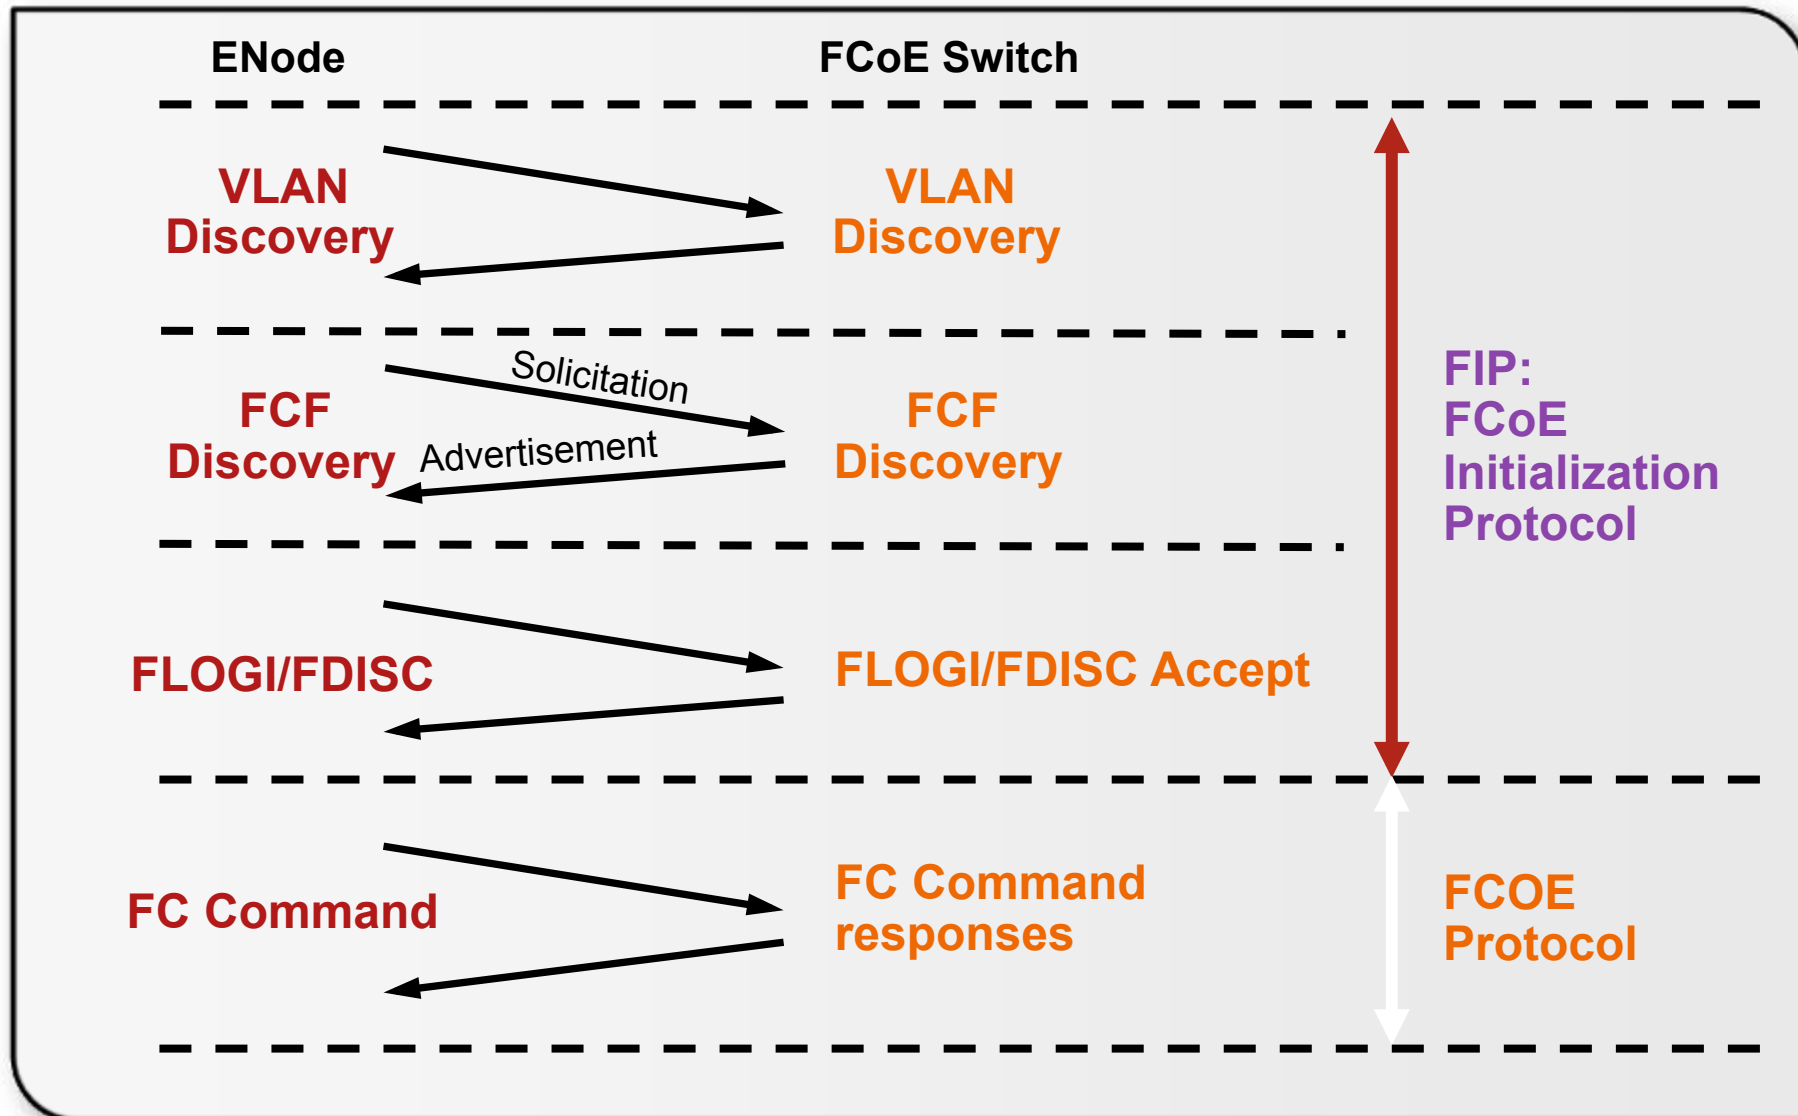 ENode
FCoE Switch
VLAN
Discovery
VLAN
Discovery
Solicitation
FCF
Discovery
Advertisement
FCF
Discovery
FIP:
FCoE
Initialization
Protocol
FLOGI/FDISC
FLOGI/FDISC Accept
FC Command
FC Command
responses
FCOE
Protocol